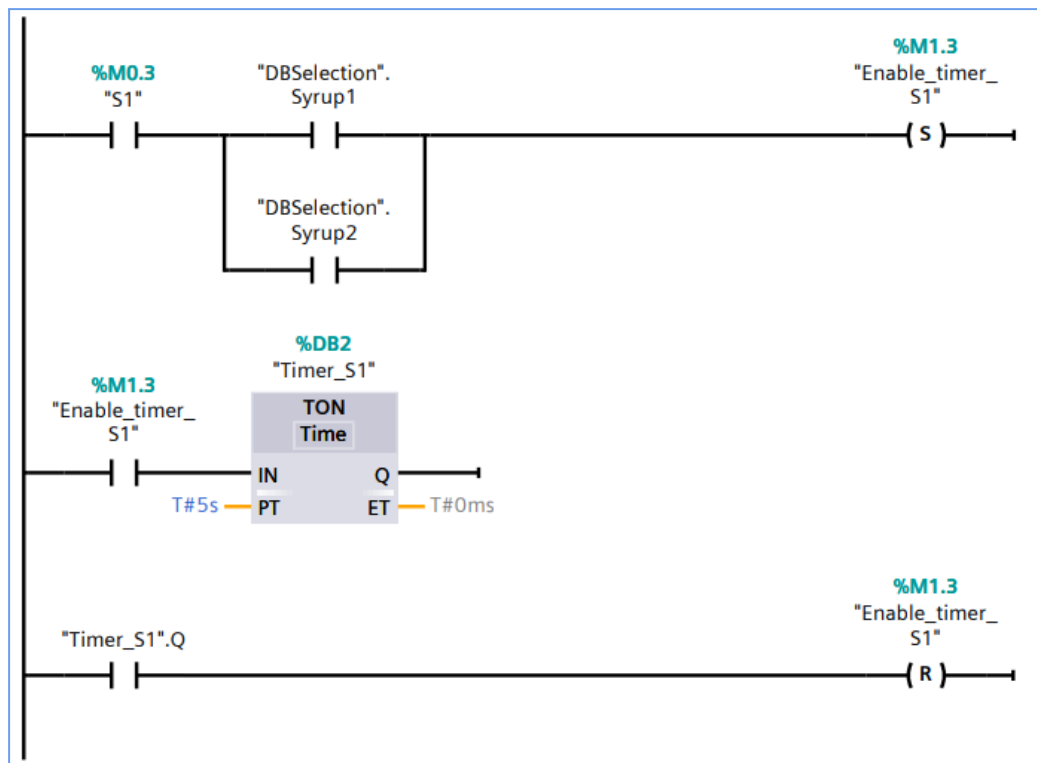 %M0.3
"S1"
"DBSelection".
Syrup1
%M1.3
"Enable_timer_
S1"
S
"DBSelection".
Syrup2
%DB2
"Timer_S1"
%M1.3
"Enable_timer_
S1"
TON
Time
IN
Q
T#5s
PT
ET
T#0ms
"Timer_S1".Q
%M1.3
"Enable_timer_
S1"
R